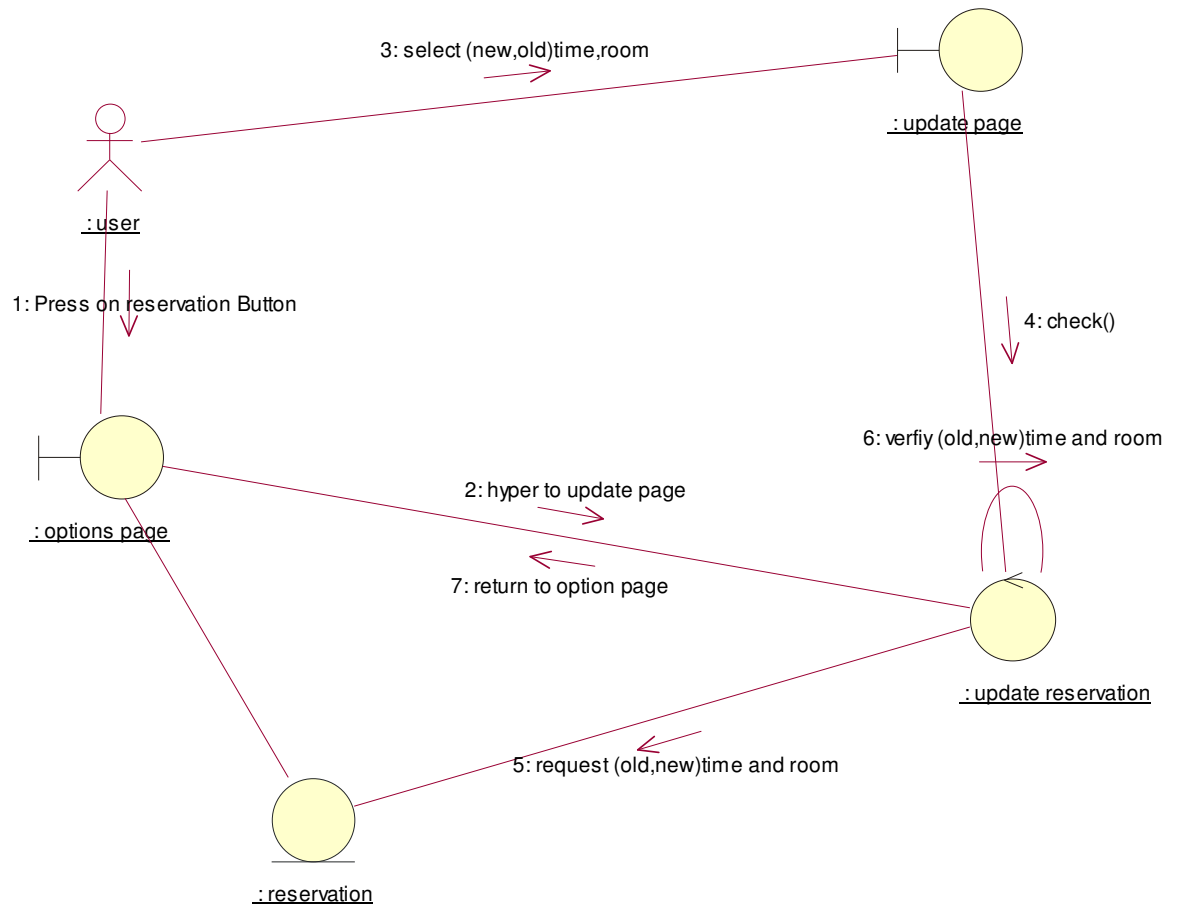 3: select (new,old)time,room
: update page
: user
1: Press on reservation Button
4: check()
6: verfiy (old,new)time and room
2: hyper to update page
: options page
7: return to option page
: update reservation
5: request (old,new)time and room
: reservation